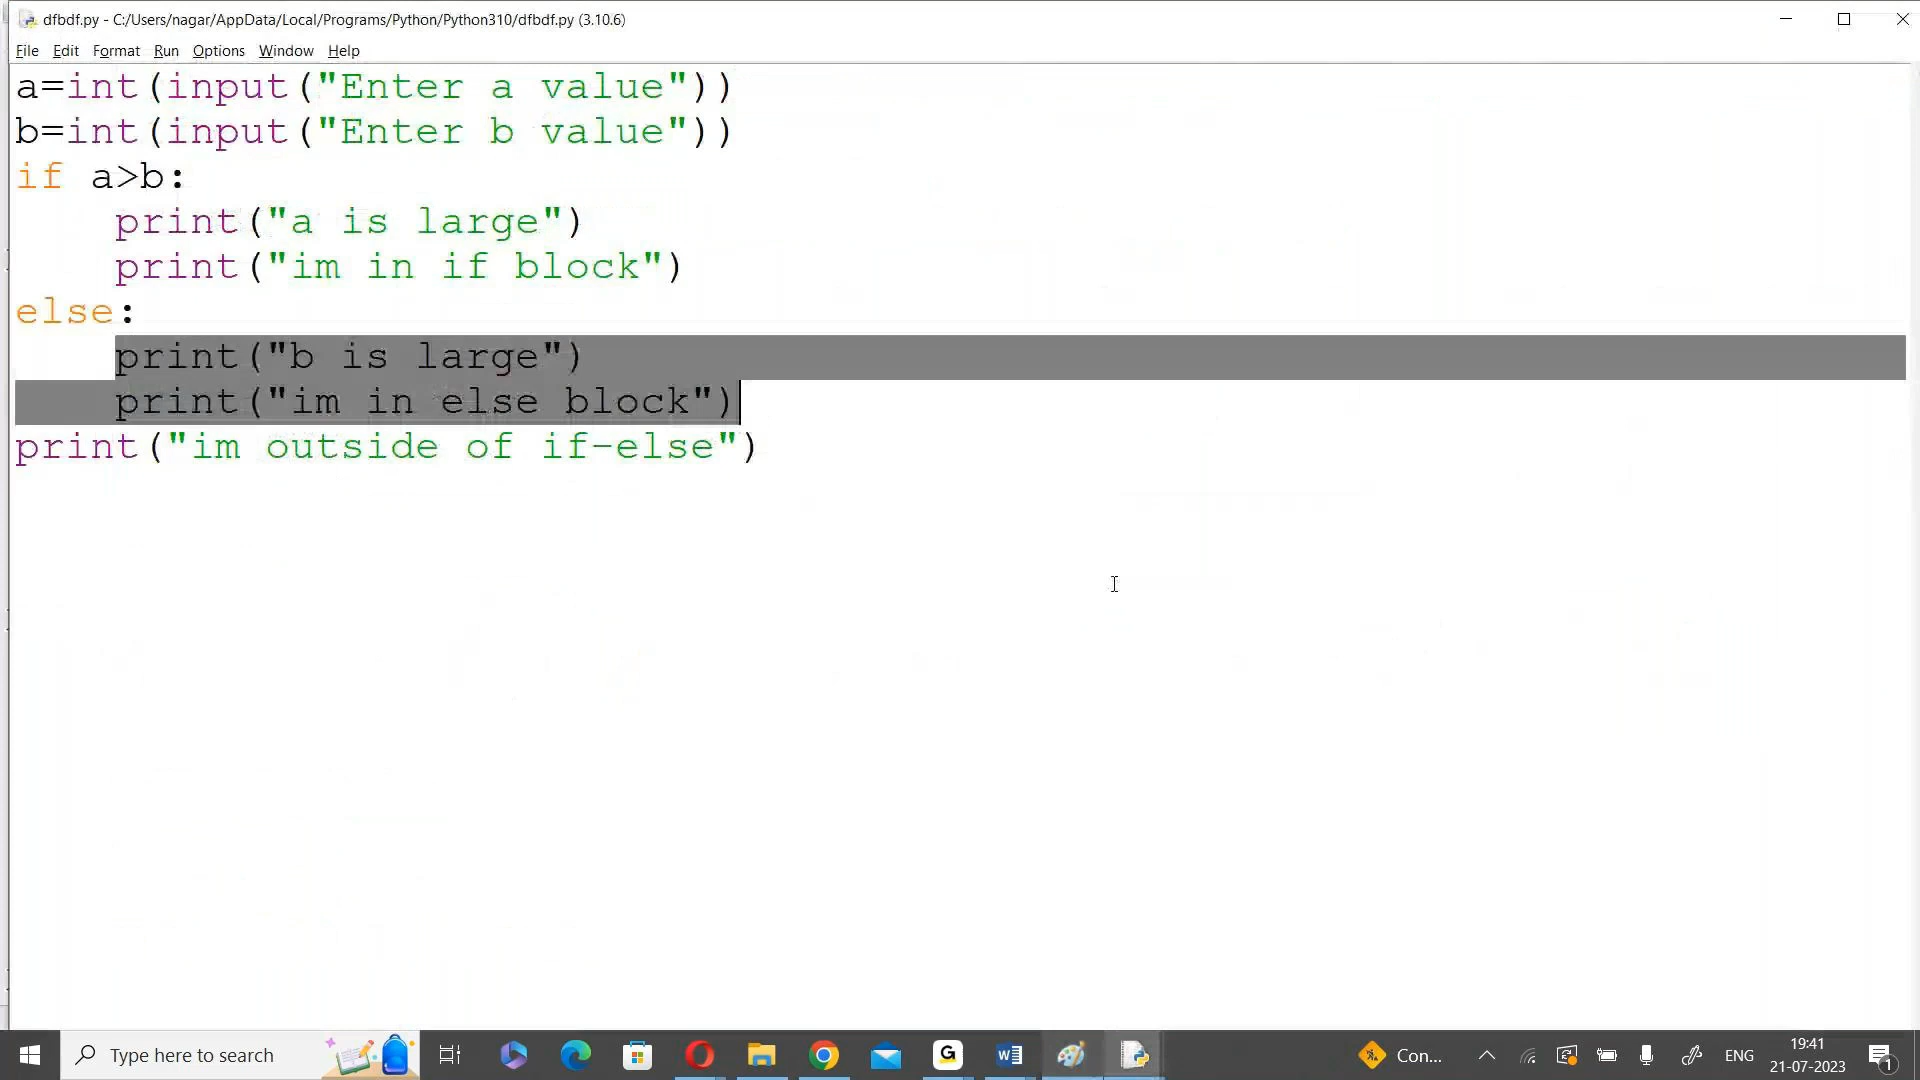 dfbdf.py - C:/Users/nagar/AppData/Local/Programs/Python/Python310/dfbdf.py (3.10.6)
File Edit Format Run Options Window Help
a=int(input("Enter a value"))
b=int(input("Enter b value"))
if a>b:
    print("a is large")
    print("im in if block")
else:
    print("b is large")
    print("im in else block")
print("im outside of if-else")
Type here to search
Con...
ENG
19:41
21-07-2023
1